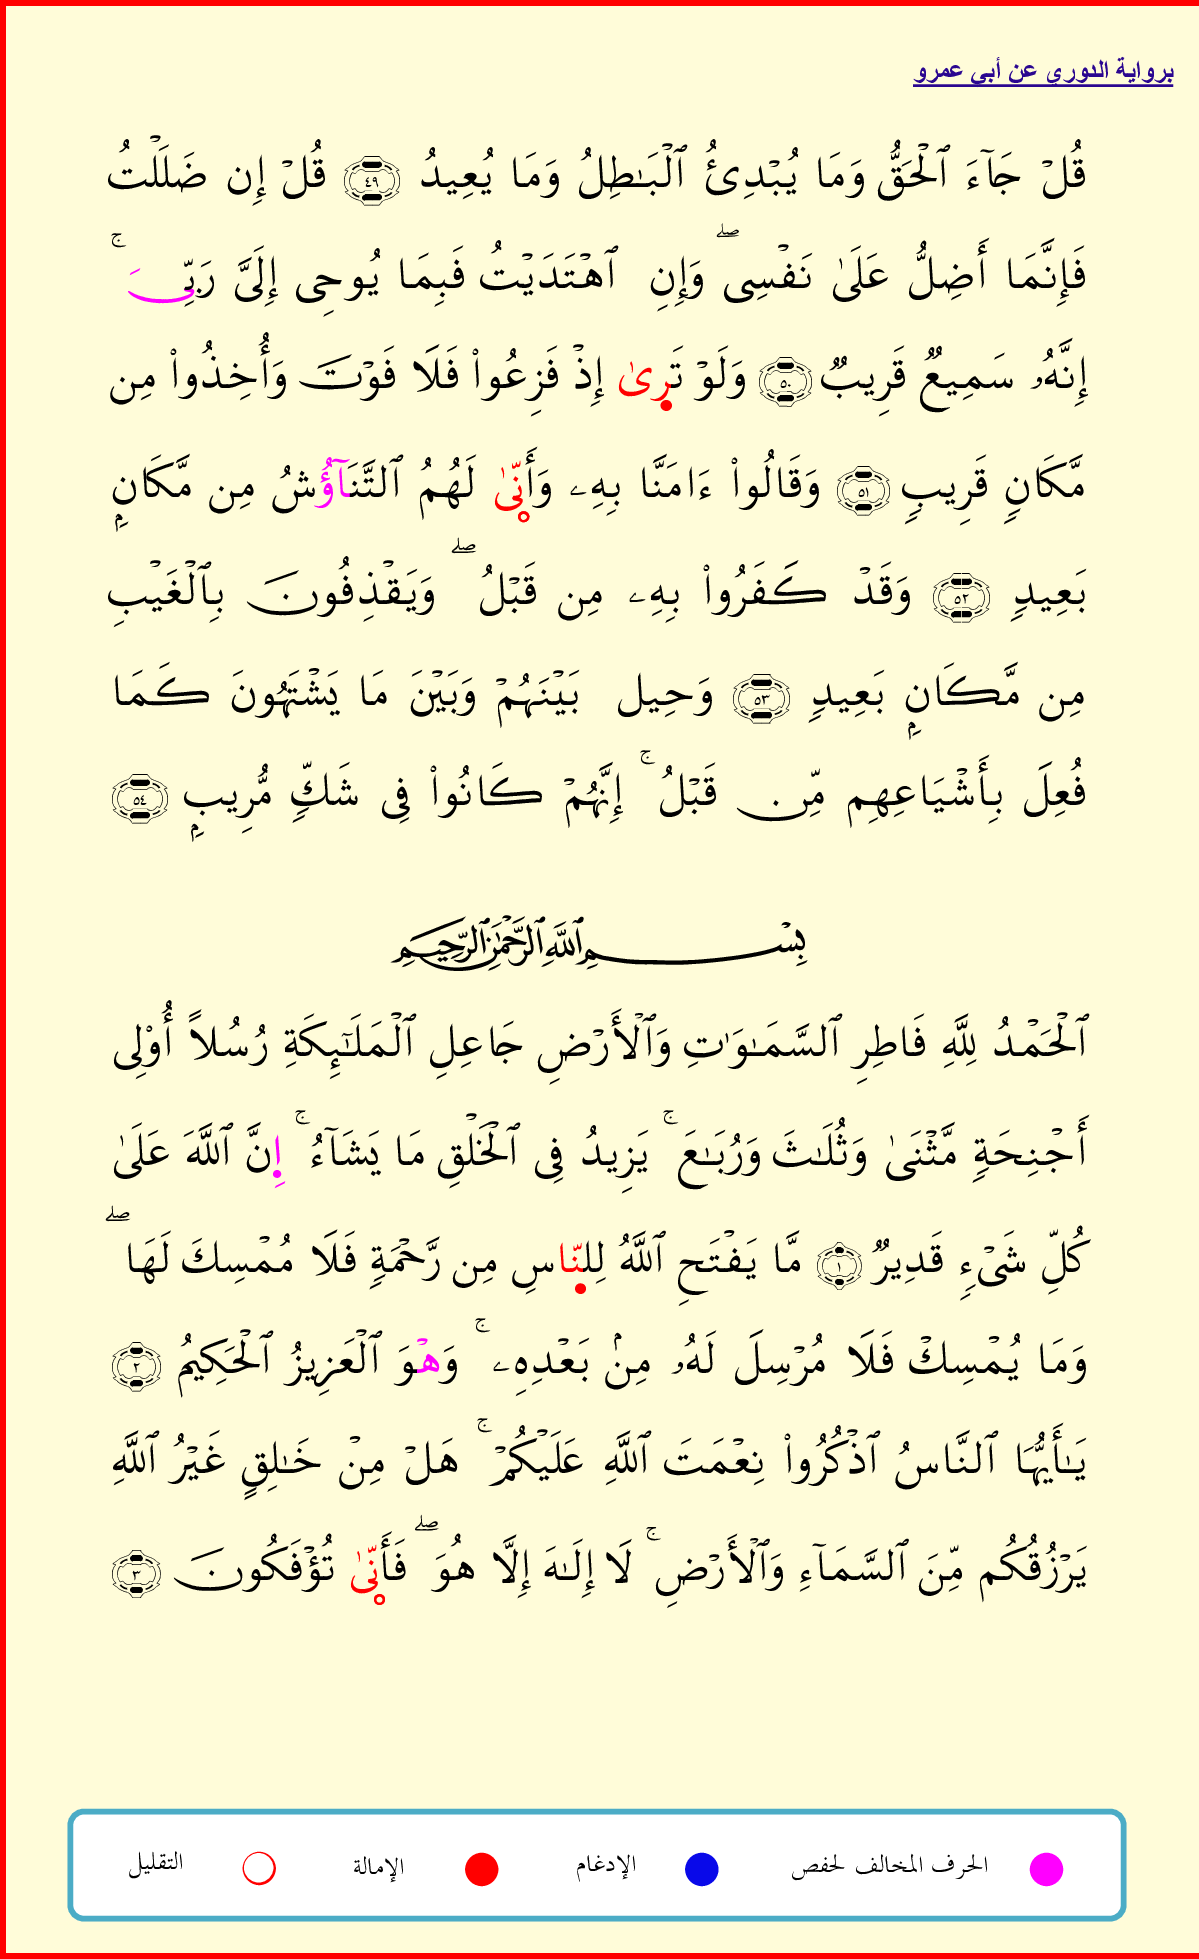 برواية الدوري عن أبي عمرو
قُلْ جَآءَ ٱلْحَقُّ وَمَا يُبْدِئُ ٱلْبَـٰطِلُ وَمَا يُعِيدُ ٤٩ قُلْ إِن ضَلَلْتُ
فَإِنَّمَا أَضِلُّ عَلَىٰ نَفْسِى ۖ وَإِنِ ٱهْتَدَيْتُ فَبِمَا يُوحِى إِلَىَّ رَبِّىَ ۚ
إِنَّهُۥ سَمِيعٌ قَرِيبٌ ٥٠ وَلَوْ تَرِىٰ إِذْ فَزِعُوا۟ فَلَا فَوْتَ وَأُخِذُوا۟ مِن
مَّكَانٍ قَرِيبٍ ٥١ وَقَالُوا۟ ءَامَنَّا بِهِۦ وَأَنِّىٰ لَهُمُ ٱلتَّنَآؤُشُ مِن مَّكَانٍۭ
بَعِيدٍ ٥٢ وَقَدْ كَفَرُوا۟ بِهِۦ مِن قَبْلُ ۖ وَيَقْذِفُونَ بِٱلْغَيْبِ
مِن مَّكَانٍۭ بَعِيدٍ ٥٣ وَحِيل بَيْنَهُمْ وَبَيْنَ مَا يَشْتَهُونَ كَمَا
فُعِلَ بِأَشْيَاعِهِم مِّن قَبْلُ ۚ إِنَّهُمْ كَانُوا۟ فِى شَكٍّ مُّرِيبٍۭ ٥٤
بِسْمِ ٱللَّهِ ٱلرَّحْمَـٰنِ ٱلرَّحِيمِ
ٱلْحَمْدُ لِلَّهِ فَاطِرِ ٱلسَّمَـٰوَٰتِ وَٱلْأَرْضِ جَاعِلِ ٱلْمَلَـٰٓئِكَةِ رُسُلاً أُو۟لِى
أَجْنِحَةٍ مَّثْنَىٰ وَثُلَـٰثَ وَرُبَـٰعَ ۚ يَزِيدُ فِى ٱلْخَلْقِ مَا يَشَآءُ ۚ إِنَّ ٱللَّهَ عَلَىٰ
كُلِّ شَىْءٍ قَدِيرٌ ١ مَّا يَفْتَحِ ٱللَّهُ لِلنِّاسِ مِن رَّحْمَةٍ فَلَا مُمْسِكَ لَهَا ۖ
وَمَا يُمْسِكْ فَلَا مُرْسِلَ لَهُۥ مِنۢ بَعْدِهِۦ ۚ وَهْوَ ٱلْعَزِيزُ ٱلْحَكِيمُ ٢
يَـٰٓأَيُّهَا ٱلنَّاسُ ٱذْكُرُوا۟ نِعْمَتَ ٱللَّهِ عَلَيْكُمْ ۚ هَلْ مِنْ خَـٰلِقٍ غَيْرُ ٱللَّهِ
يَرْزُقُكُم مِّنَ ٱلسَّمَآءِ وَٱلْأَرْضِ ۚ لَا إِلَـٰهَ إِلَّا هُوَ ۖ فَأَنِّىٰ تُؤْفَكُونَ ٣
الحرف المخالف لحفص الإدغام الإمالة التقليل